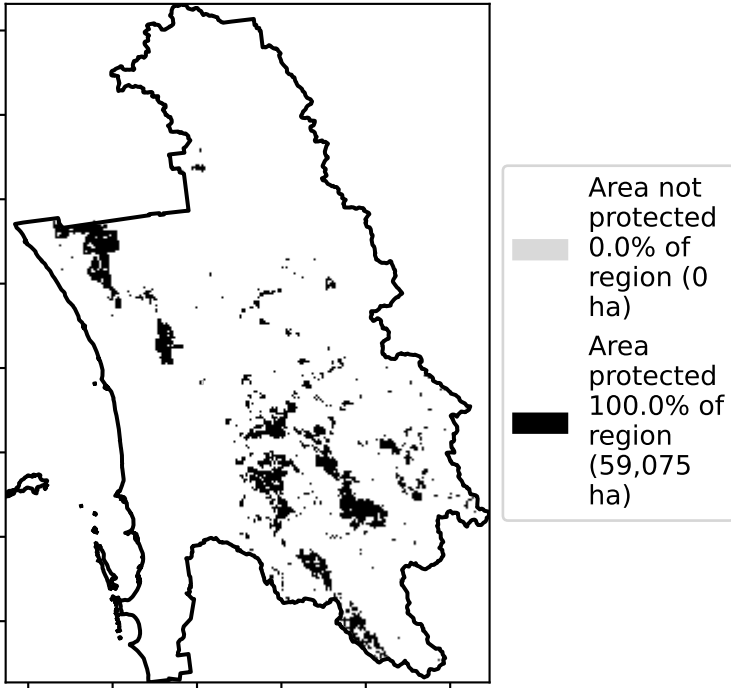 Area not
protected
0.0% of
region (0
ha)
Area
protected
100.0% of
region
(59,075
ha)